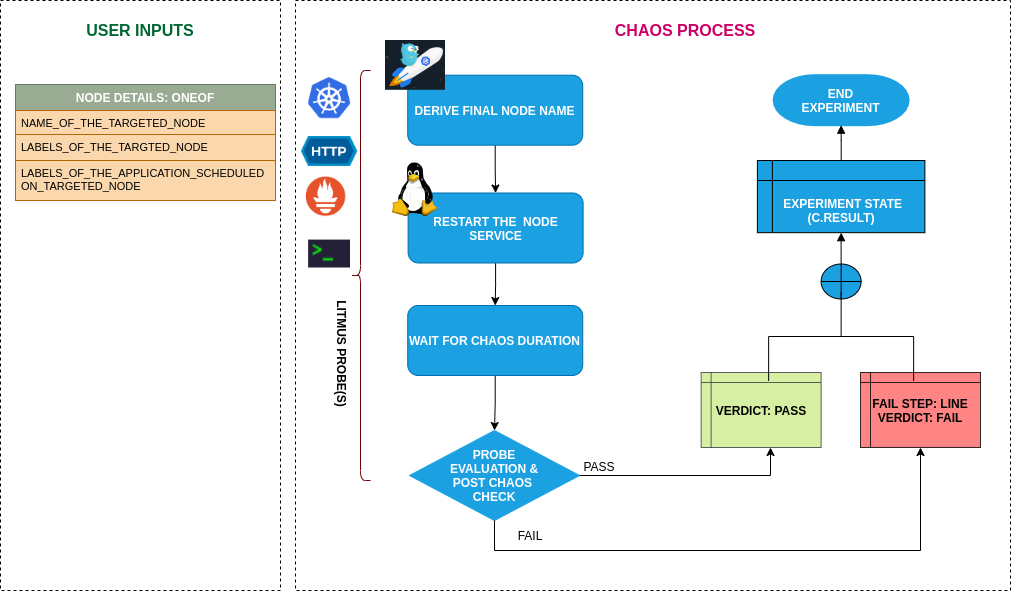 USER INPUTS
NODE DETAILS: ONEOF
NAME_OF_THE_TARGETED_NODE
LABELS_OF_THE_TARGTED_NODE
LABELS_OF_THE_APPLICATION_SCHEDULED
ON_TARGETED_NODE
CHAOS PROCESS
HTTP
>_
LITMUS PROBE(S)
DERIVE FINAL NODE NAME
RESTART THE NODE
SERVICE
WAIT FOR CHAOS DURATION
PROBE
EVALUATION &
POST CHAOS
CHECK
PASS
FAIL
VERDICT: PASS
FAIL STEP: LINE
VERDICT: FAIL
EXPERIMENT STATE
(C.RESULT)
END
EXPERIMENT